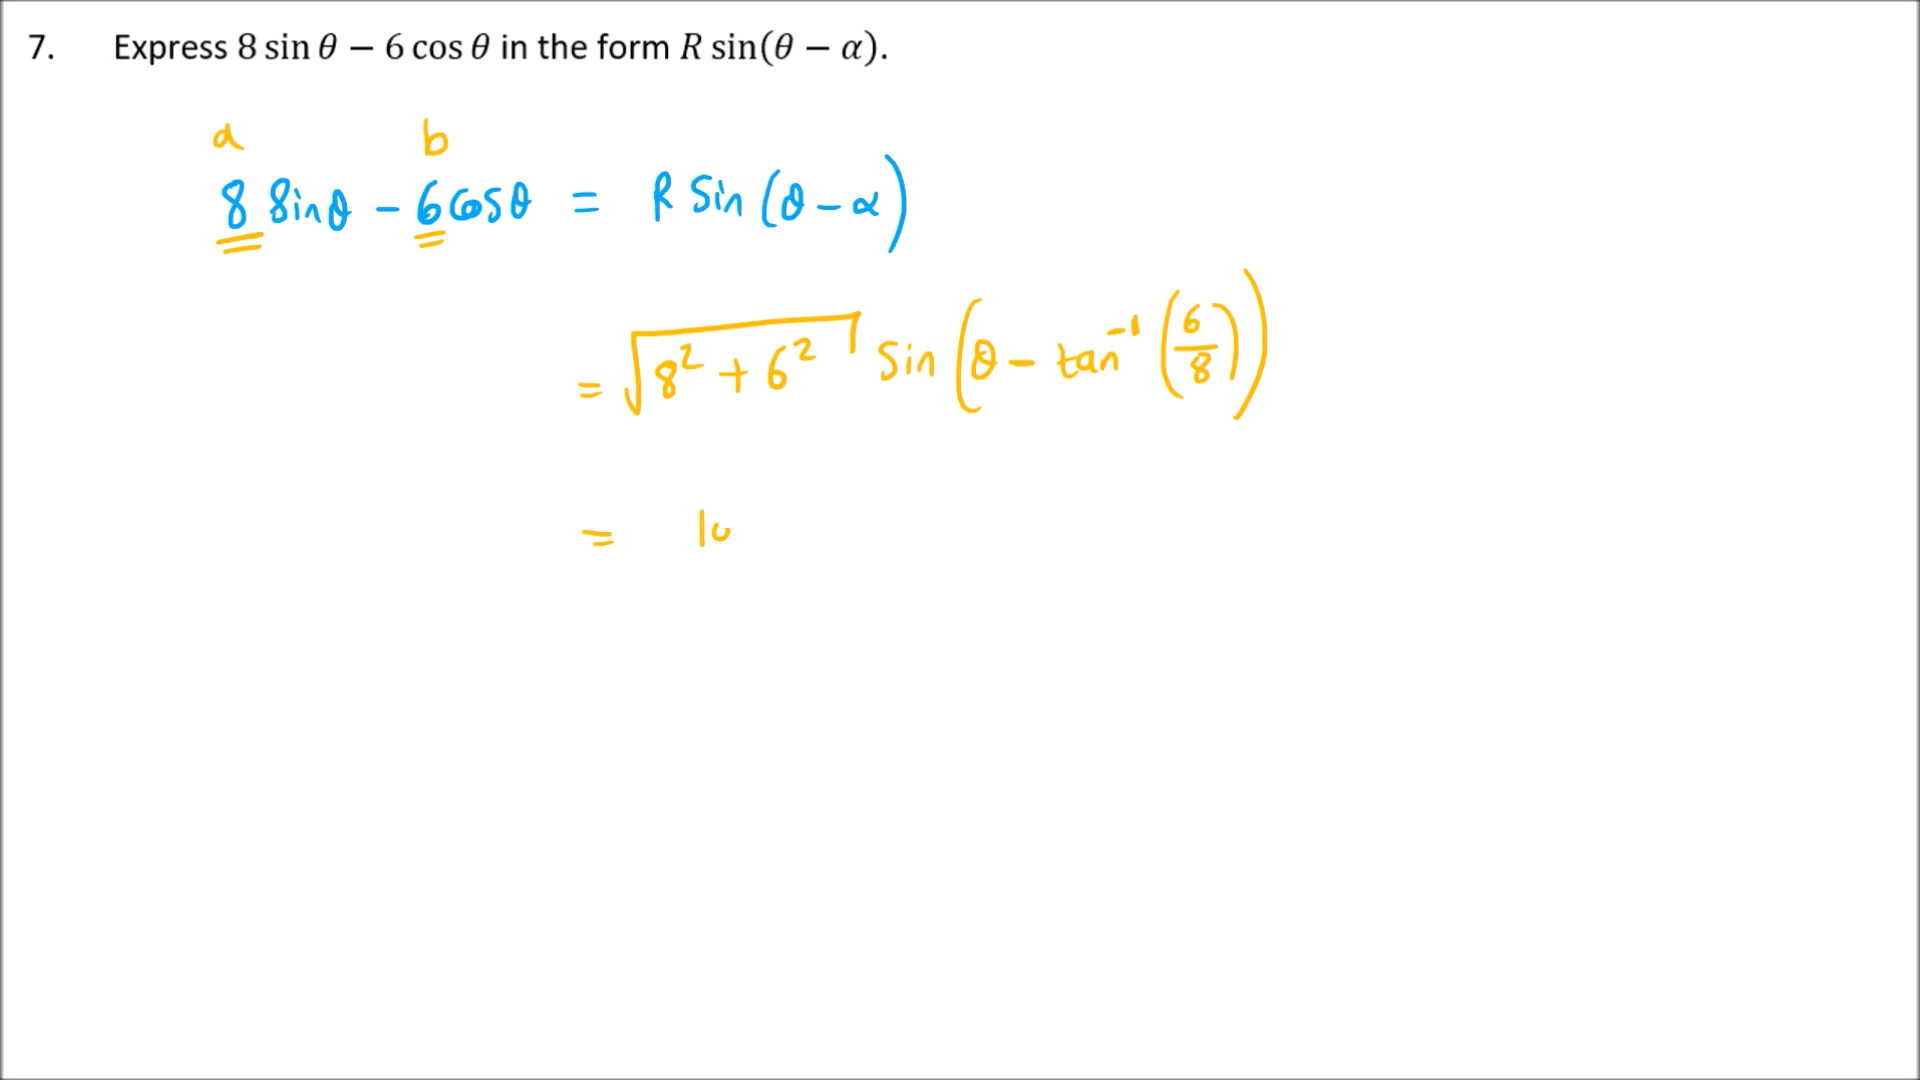 7. Express 8 sin θ − 6 cos θ in the form R sin(θ − α).
a b
8 Sinθ − 6 cosθ = R Sin (θ − α)
= √(8² + 6²) Sin (θ − tan⁻¹ (6/8))
= 10